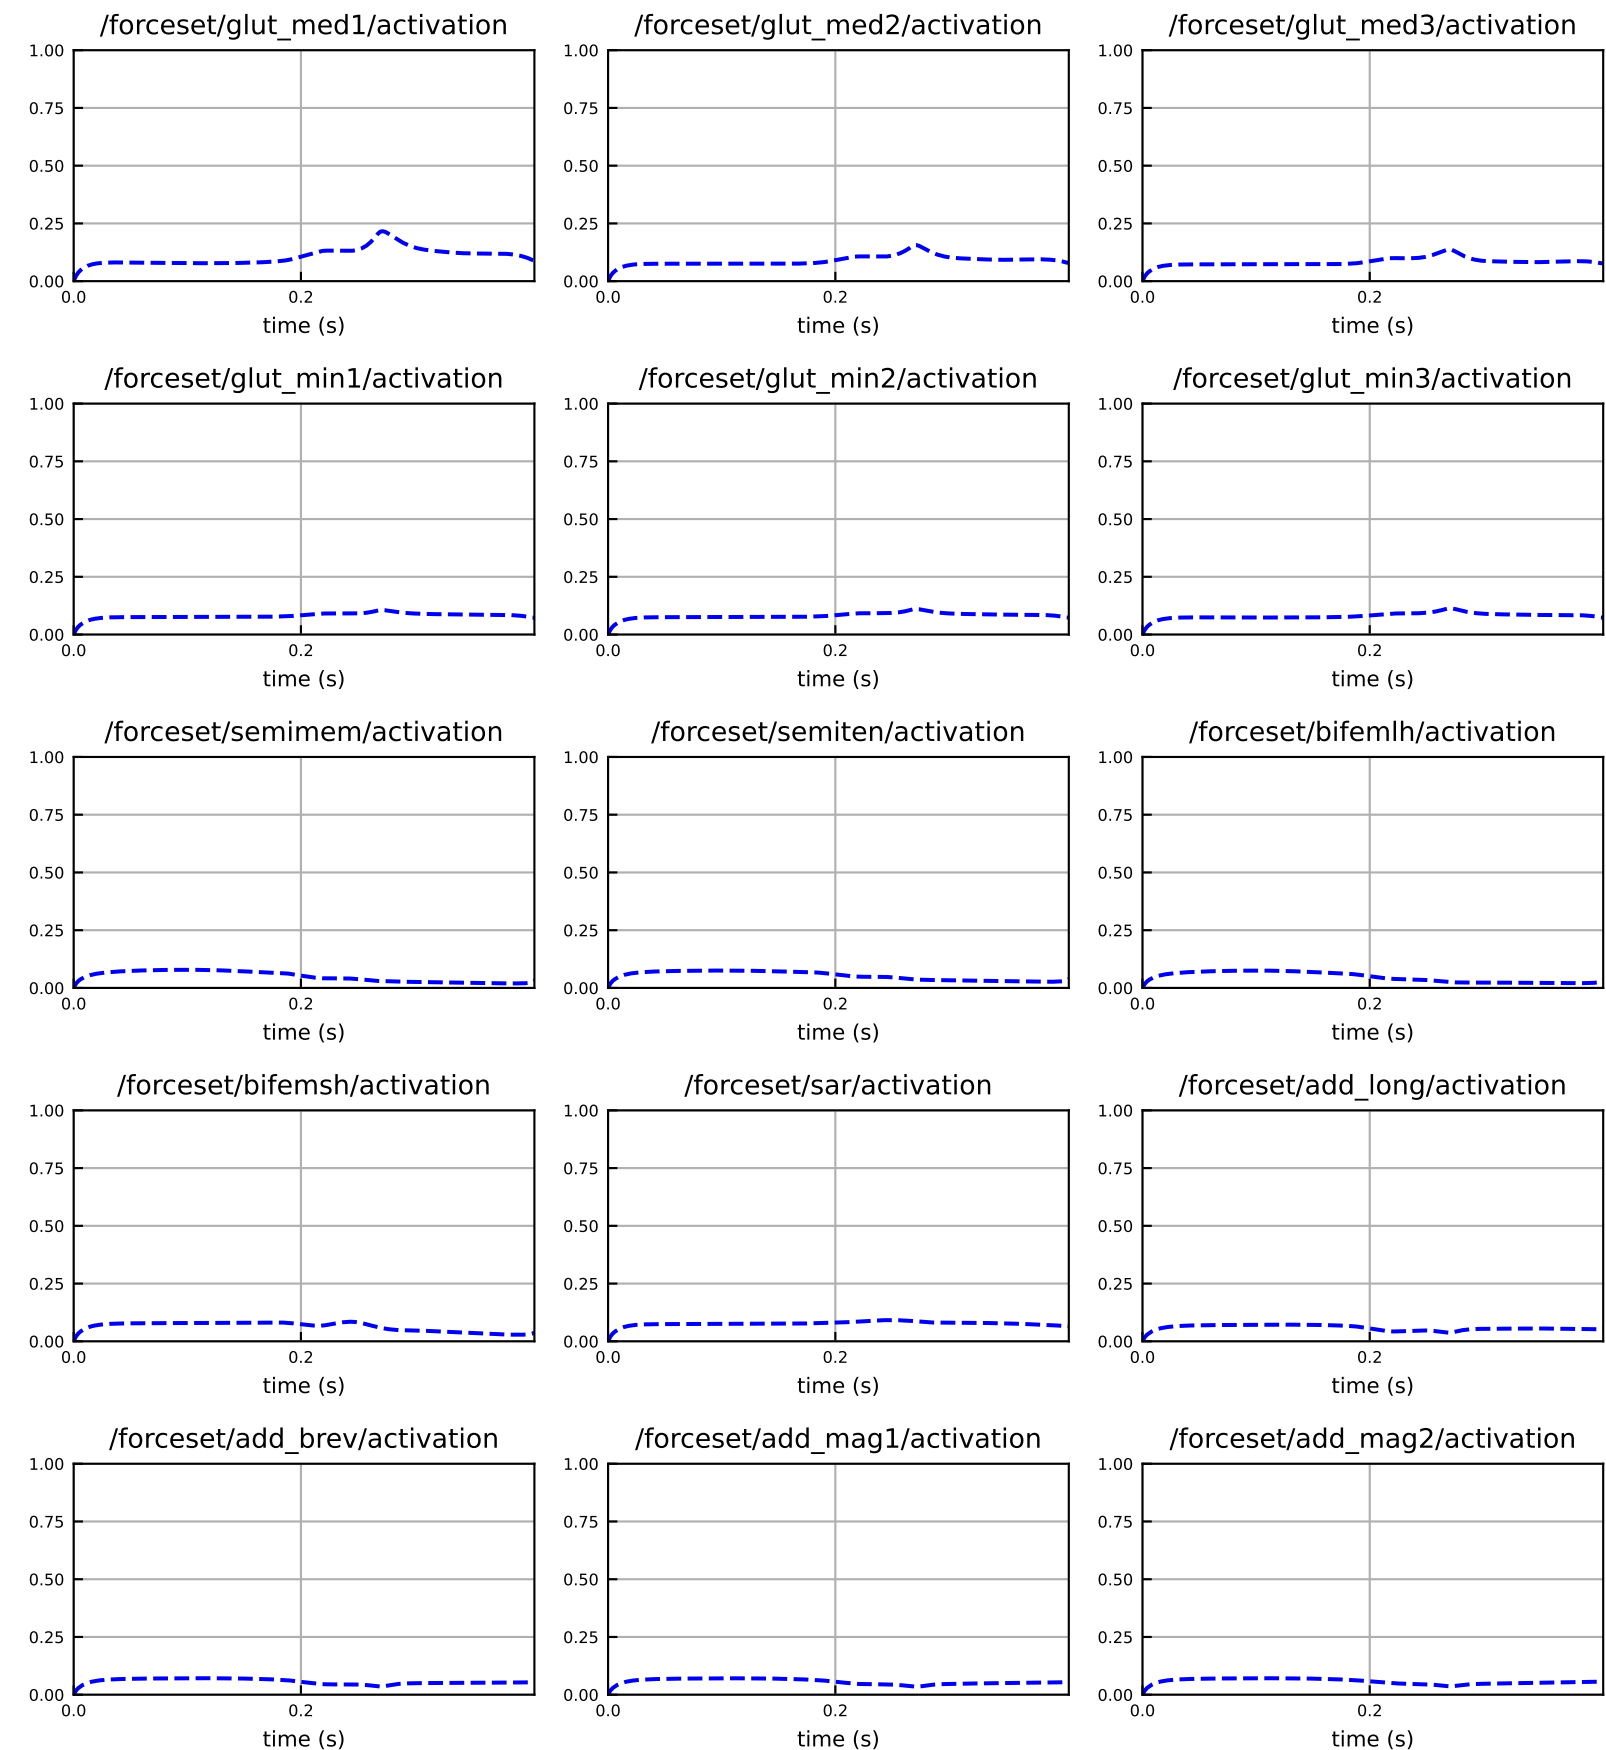 /forceset/glut_med1/activation /forceset/glut_med2/activation /forceset/glut_med3/activation
1.00 1.00 1.00
0.75 0.75 0.75
0.50 0.50 0.50
0.25 0.25 0.25
0.00 0.00 0.00
0.0 0.2 0.0 0.2 0.0 0.2
time (s) time (s) time (s)
/forceset/glut_min1/activation /forceset/glut_min2/activation /forceset/glut_min3/activation
1.00 1.00 1.00
0.75 0.75 0.75
0.50 0.50 0.50
0.25 0.25 0.25
0.00 0.00 0.00
0.0 0.2 0.0 0.2 0.0 0.2
time (s) time (s) time (s)
/forceset/semimem/activation /forceset/semiten/activation /forceset/bifemlh/activation
1.00 1.00 1.00
0.75 0.75 0.75
0.50 0.50 0.50
0.25 0.25 0.25
0.00 0.00 0.00
0.0 0.2 0.0 0.2 0.0 0.2
time (s) time (s) time (s)
/forceset/bifemsh/activation /forceset/sar/activation /forceset/add_long/activation
1.00 1.00 1.00
0.75 0.75 0.75
0.50 0.50 0.50
0.25 0.25 0.25
0.00 0.00 0.00
0.0 0.2 0.0 0.2 0.0 0.2
time (s) time (s) time (s)
/forceset/add_brev/activation /forceset/add_mag1/activation /forceset/add_mag2/activation
1.00 1.00 1.00
0.75 0.75 0.75
0.50 0.50 0.50
0.25 0.25 0.25
0.00 0.00 0.00
0.0 0.2 0.0 0.2 0.0 0.2
time (s) time (s) time (s)